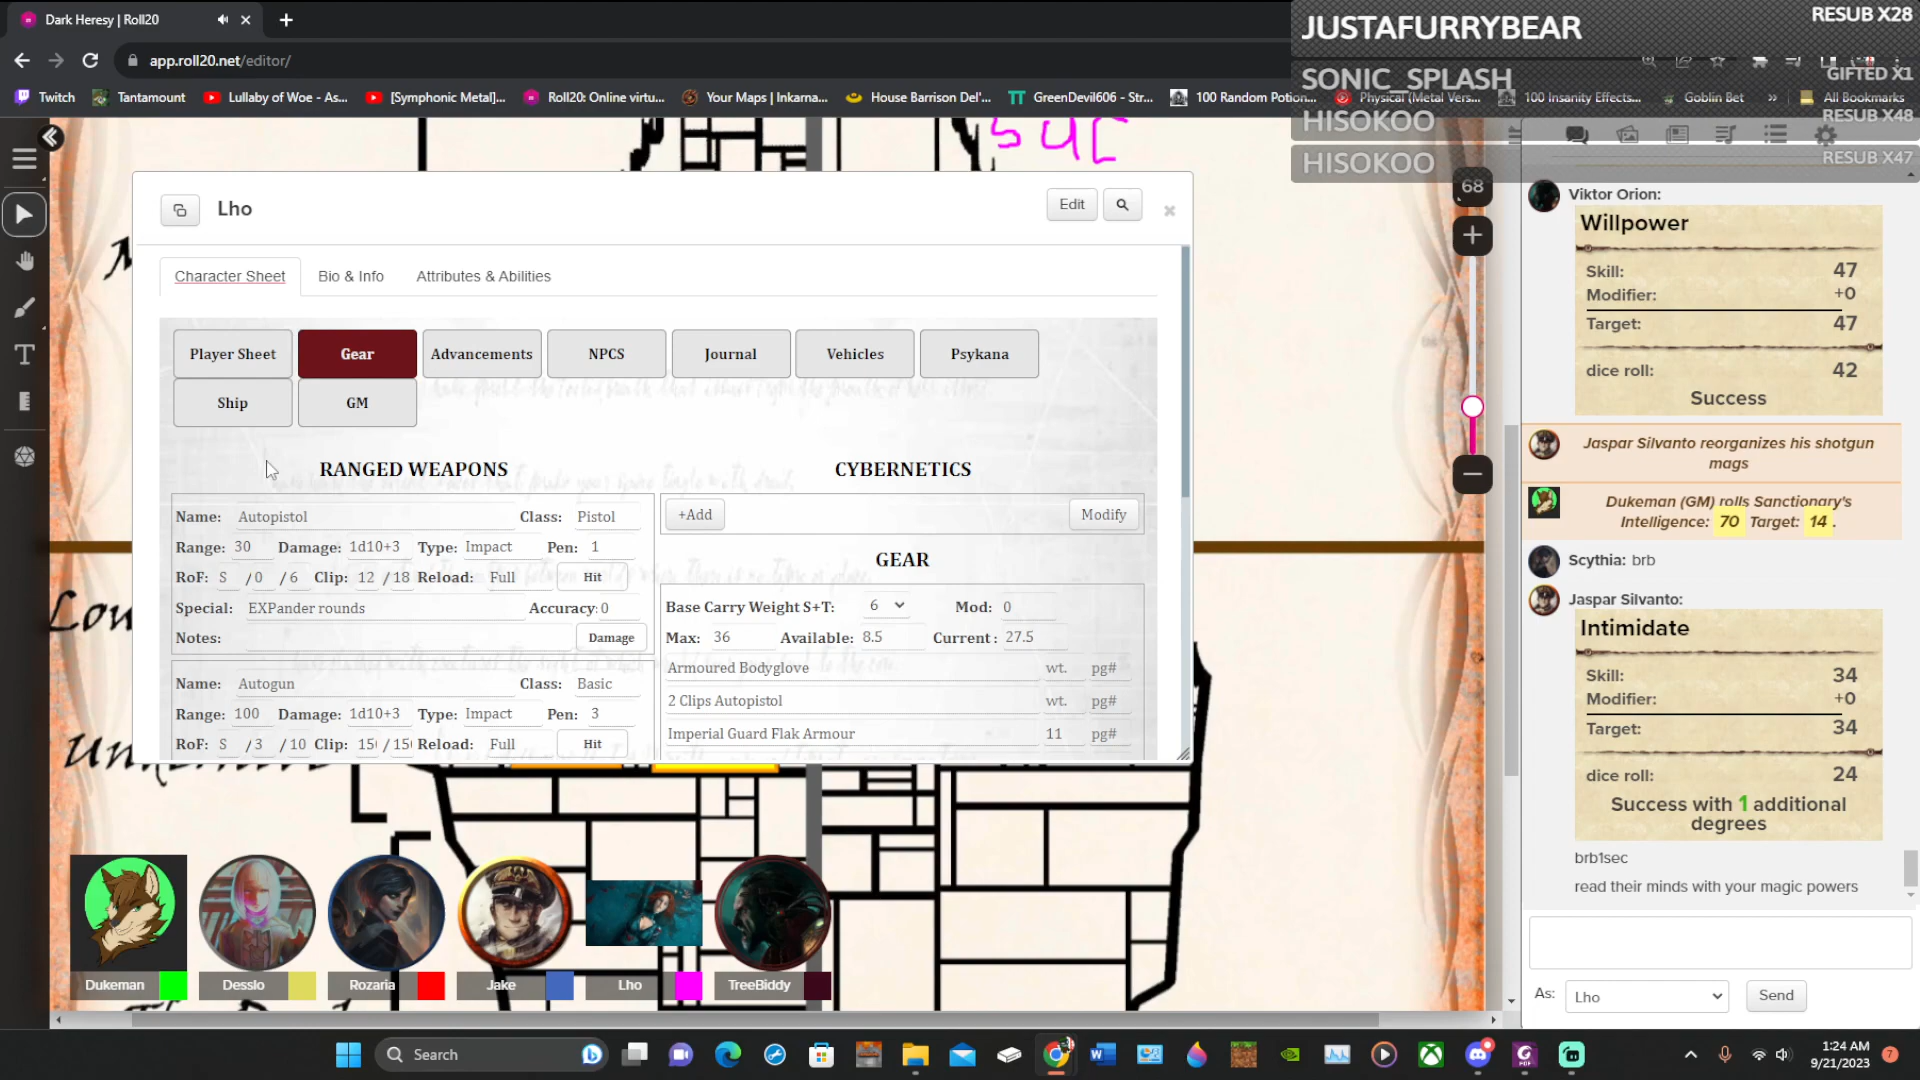 Dark Heresy | Roll20
app.roll20.net/editor/
JUSTAFURRYBEAR
RESUB X28
SONIC_SPLASH
GIFTED X1
HISOKOO
RESUB X48
HISOKOO
RESUB X47
Twitch
Tantamount
Lullaby of Woe - As...
[Symphonic Metal]...
Roll20: Online virtu...
Your Maps | Inkarna...
House Barrison Del'...
GreenDevil606 - Str...
100 Random Potion...
Physical (Metal Vers...
100 Insanity Effects...
Goblin Bet
»
All Bookmarks
Lho
Edit
Character Sheet
Bio & Info
Attributes & Abilities
Player Sheet
Gear
Advancements
NPCS
Journal
Vehicles
Psykana
Ship
GM
RANGED WEAPONS
Name: Autopistol Class: Pistol
Range: 30 Damage: 1d10+3 Type: Impact Pen: 1
RoF: S /0 /6 Clip: 12 /18 Reload: Full Hit
Special: EXPander rounds Accuracy: 0
Notes: Damage
Name: Autogun Class: Basic
Range: 100 Damage: 1d10+3 Type: Impact Pen: 3
RoF: S /3 /10 Clip: 15 /15 Reload: Full Hit
CYBERNETICS
+Add Modify
GEAR
Base Carry Weight S+T: 6 Mod: 0
Max: 36 Available: 8.5 Current: 27.5
Armoured Bodyglove wt. pg#
2 Clips Autopistol wt. pg#
Imperial Guard Flak Armour 11 pg#
68
Viktor Orion:
Willpower
Skill: 47
Modifier: +0
Target: 47
dice roll: 42
Success
Jaspar Silvanto reorganizes his shotgun
mags
Dukeman (GM) rolls Sanctionary's
Intelligence: 70 Target: 14 .
Scythia: brb
Jaspar Silvanto:
Intimidate
Skill: 34
Modifier: +0
Target: 34
dice roll: 24
Success with 1 additional
degrees
brb1sec
read their minds with your magic powers
As: Lho Send
Dukeman
Desslo
Rozaria
Jake
Lho
TreeBiddy
Search
1:24 AM
9/21/2023
7